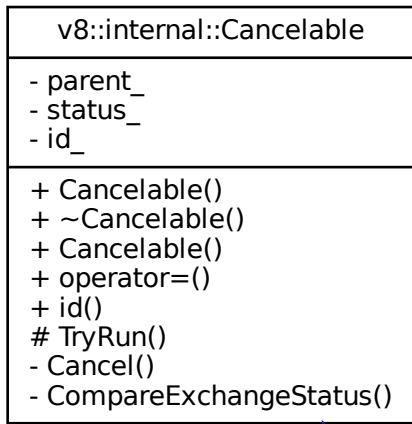 v8::internal::Cancelable
- parent_
- status_
- id_
+ Cancelable()
+ ~Cancelable()
+ Cancelable()
+ operator=()
+ id()
# TryRun()
- Cancel()
- CompareExchangeStatus()